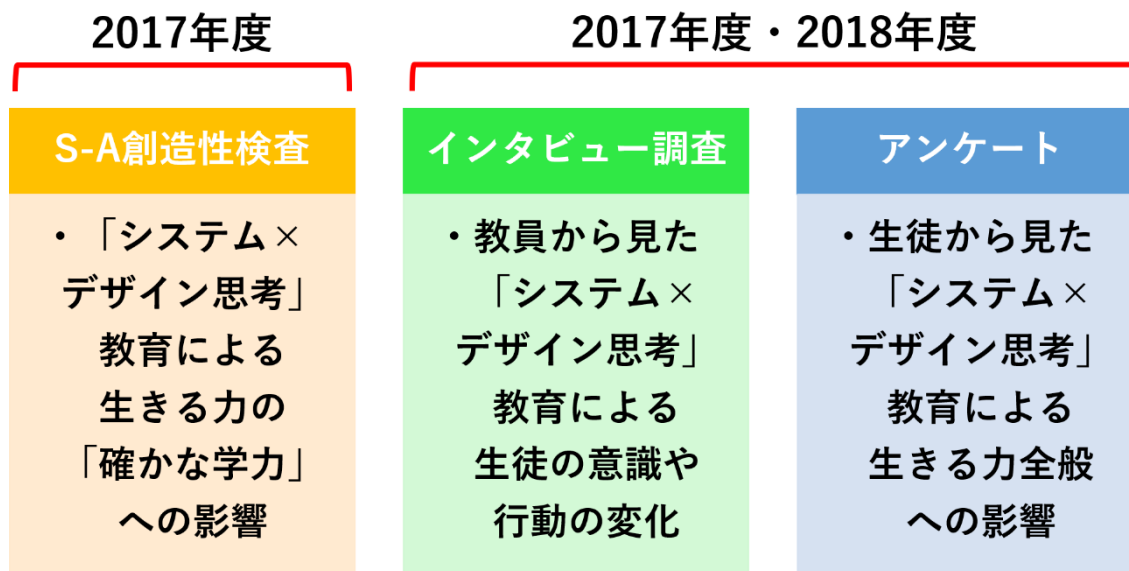 2017年度
2017年度・2018年度
S-A創造性検査
・「システム×
デザイン思考」
教育による
生きる力の
「確かな学力」
への影響
インタビュー調査
・教員から見た
「システム×
デザイン思考」
教育による
生徒の意識や
行動の変化
アンケート
・生徒から見た
「システム×
デザイン思考」
教育による
生きる力全般
への影響